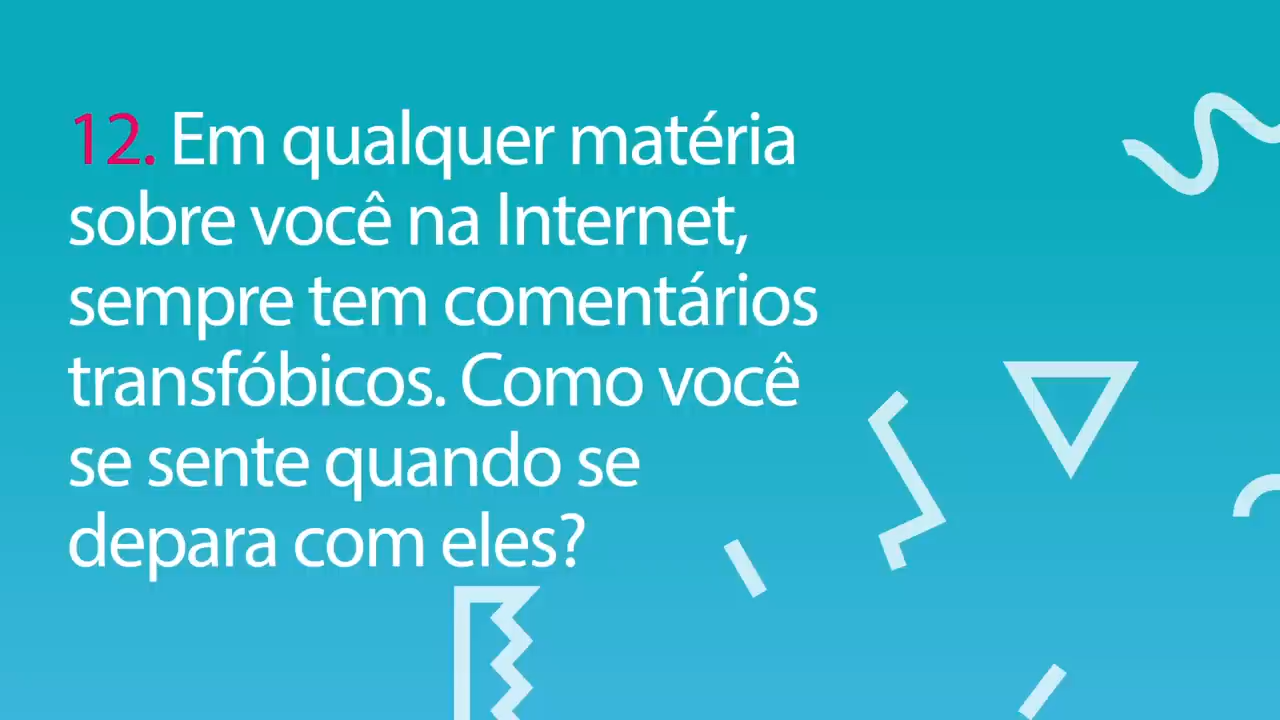 12. Em qualquer matéria
sobre você na Internet,
sempre tem comentários
transfóbicos. Como você
se sente quando se
depara com eles?